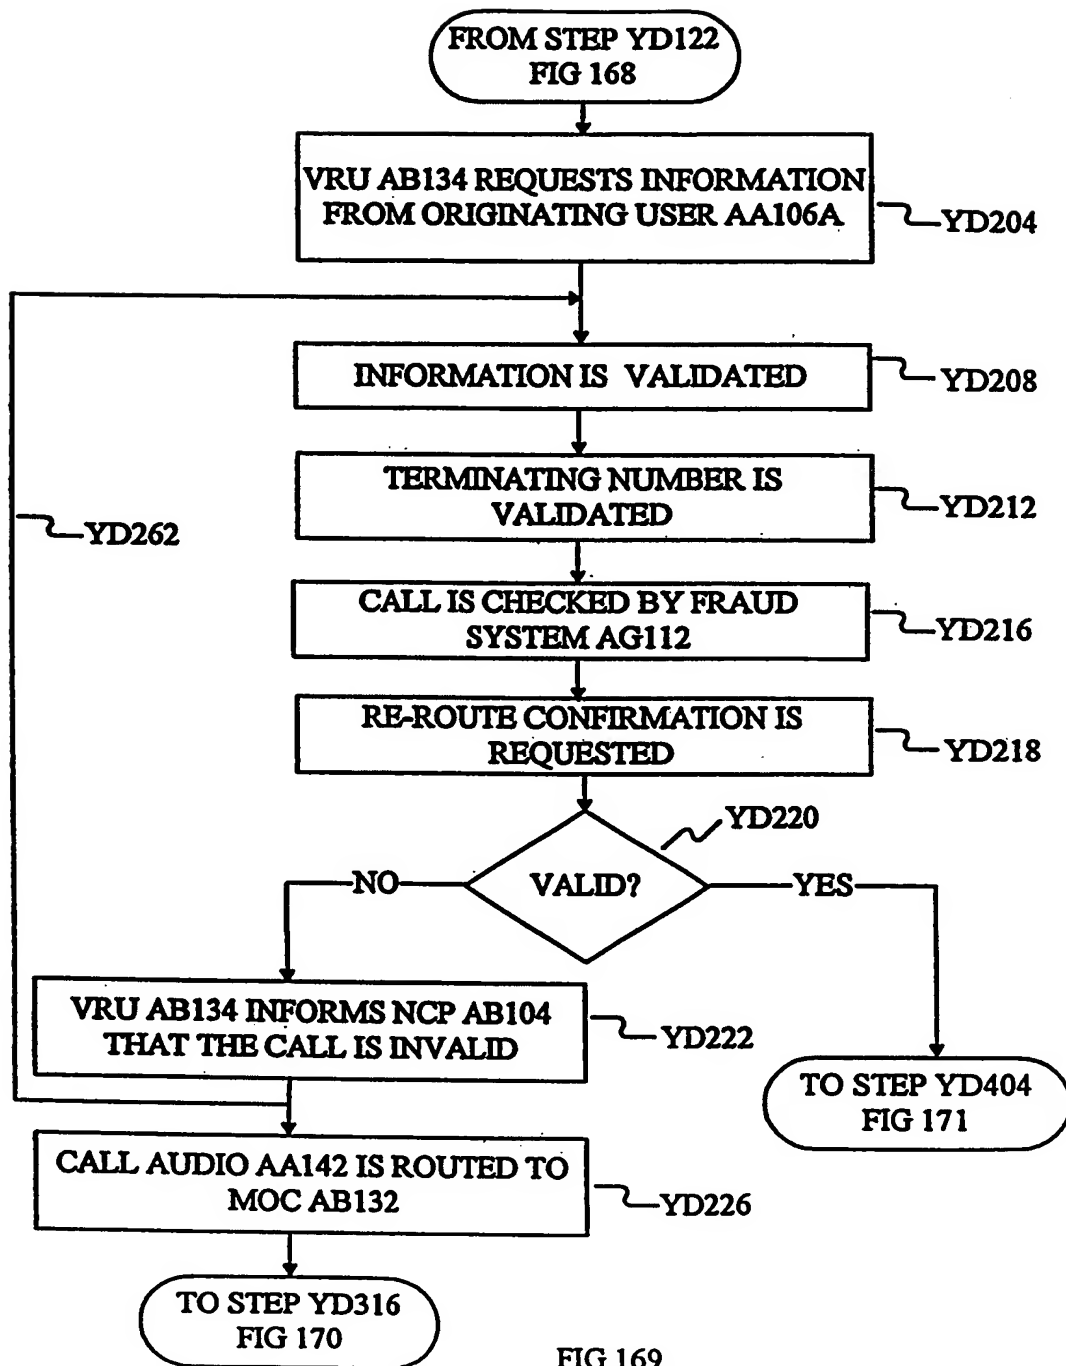 FROM STEP YD122
FIG 168
VRU AB134 REQUESTS INFORMATION
FROM ORIGINATING USER AA106A
YD204
INFORMATION IS VALIDATED
YD208
TERMINATING NUMBER IS
VALIDATED
YD212
YD262
CALL IS CHECKED BY FRAUD
SYSTEM AG112
YD216
RE-ROUTE CONFIRMATION IS
REQUESTED
YD218
YD220
NO
VALID?
YES
VRU AB134 INFORMS NCP AB104
THAT THE CALL IS INVALID
YD222
TO STEP YD404
FIG 171
CALL AUDIO AA142 IS ROUTED TO
MOC AB132
YD226
TO STEP YD316
FIG 170
FIG 169